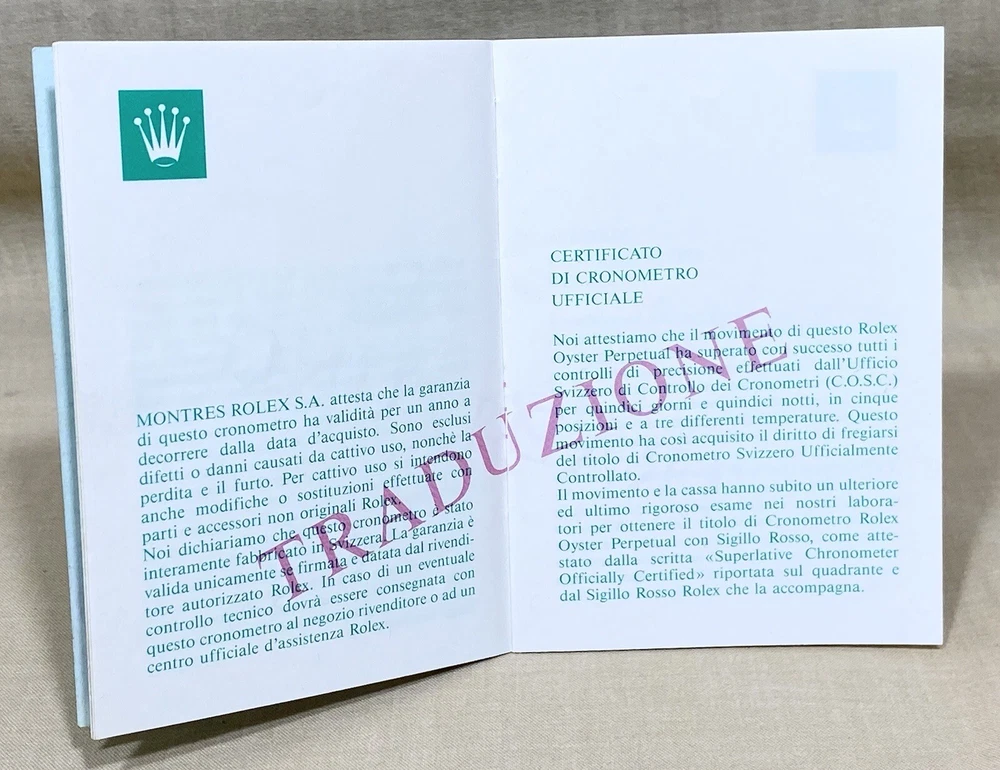 MONTRES ROLEX S.A. attesta che la garanzia
di questo cronometro ha validità per un anno a
decorrere dalla data d'acquisto. Sono esclusi
difetti o danni causati da cattivo uso, nonchè la
perdita e il furto. Per cattivo uso si intendono
anche modifiche o sostituzioni effettuate con
parti e accessori non originali Rolex.
Noi dichiariamo che questo cronometro è stato
interamente fabbricato in Svizzera. La garanzia è
valida unicamente se firmata e datata dal rivendi-
tore autorizzato Rolex. In caso di un eventuale
controllo tecnico dovrà essere consegnata con
questo cronometro al negozio rivenditore o ad un
centro ufficiale d'assistenza Rolex.
TRADUZIONE
CERTIFICATO
DI CRONOMETRO
UFFICIALE
Noi attestiamo che il movimento di questo Rolex
Oyster Perpetual ha superato con successo tutti i
controlli di precisione effettuati dall'Ufficio
Svizzero di Controllo dei Cronometri (C.O.S.C.)
per quindici giorni e quindici notti, in cinque
posizioni e a tre differenti temperature. Questo
movimento ha così acquisito il diritto di fregiarsi
del titolo di Cronometro Svizzero Ufficialmente
Controllato.
Il movimento e la cassa hanno subito un ulteriore
ed ultimo rigoroso esame nei nostri labora-
tori per ottenere il titolo di Cronometro Rolex
Oyster Perpetual con Sigillo Rosso, come atte-
stato dalla scritta «Superlative Chronometer
Officially Certified» riportata sul quadrante e
dal Sigillo Rosso Rolex che la accompagna.